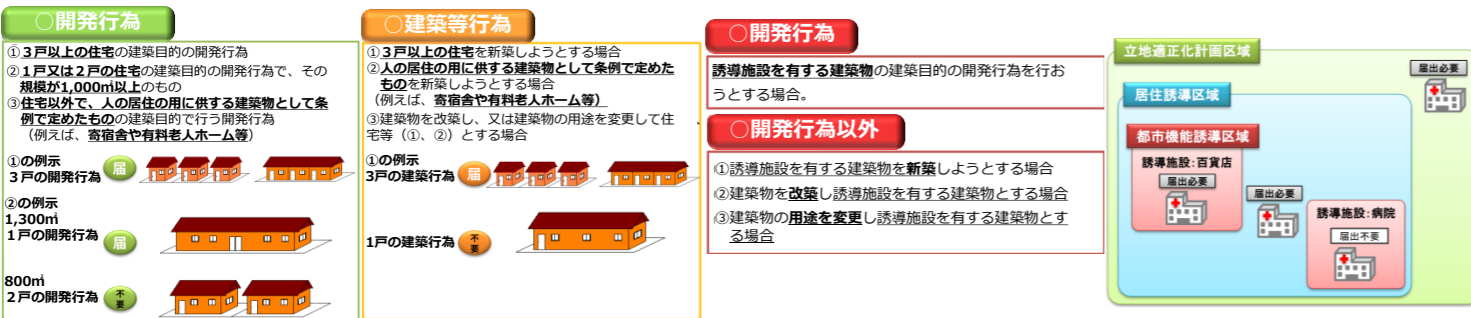 ○開発行為
①３戸以上の住宅の建築目的の開発行為
②１戸又は２戸の住宅の建築目的の開発行為で、その
規模が1,000㎡以上のもの
③住宅以外で、人の居住の用に供する建築物として条
例で定めたものの建築目的で行う開発行為
（例えば、寄宿舎や有料老人ホーム等）
①の例示
３戸の開発行為
届
②の例示
1,300㎡
１戸の開発行為
届
800㎡
２戸の開発行為
不要
○建築等行為
①３戸以上の住宅を新築しようとする場合
②人の居住の用に供する建築物として条例で定めた
ものを新築しようとする場合
（例えば、寄宿舎や有料老人ホーム等）
③建築物を改築し、又は建築物の用途を変更して住
宅等（①、②）とする場合
①の例示
3戸の建築行為
届
1戸の建築行為
不要
○開発行為
誘導施設を有する建築物の建築目的の開発行為を行お
うとする場合。
○開発行為以外
①誘導施設を有する建築物を新築しようとする場合
②建築物を改築し誘導施設を有する建築物とする場合
③建築物の用途を変更し誘導施設を有する建築物とす
る場合
立地適正化計画区域
届出必要
居住誘導区域
都市機能誘導区域
誘導施設：百貨店
届出必要
届出必要
誘導施設：病院
届出不要